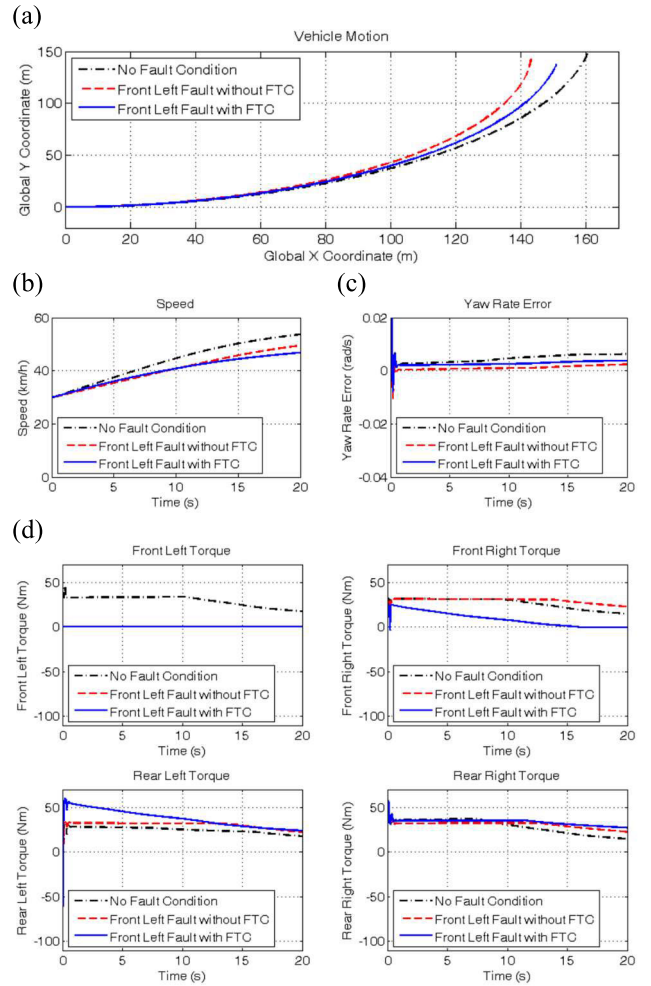 (a)
Vehicle Motion
Global Y Coordinate (m)
150
100
50
0
No Fault Condition
Front Left Fault without FTC
Front Left Fault with FTC
0 20 40 60 80 100 120 140 160
Global X Coordinate (m)
(b)
Speed
Speed (km/h)
60
40
20
0
No Fault Condition
Front Left Fault without FTC
Front Left Fault with FTC
0 5 10 15 20
Time (s)
(c)
Yaw Rate Error
Yaw Rate Error (rad/s)
0.02
0
-0.02
-0.04
No Fault Condition
Front Left Fault without FTC
Front Left Fault with FTC
0 5 10 15 20
Time (s)
(d)
Front Left Torque
Front Left Torque (Nm)
50
0
-50
-100
No Fault Condition
Front Left Fault without FTC
Front Left Fault with FTC
0 5 10 15 20
Time (s)
Front Right Torque
Front Right Torque (Nm)
50
0
-50
-100
No Fault Condition
Front Left Fault without FTC
Front Left Fault with FTC
0 5 10 15 20
Time (s)
Rear Left Torque
Rear Left Torque (Nm)
50
0
-50
-100
No Fault Condition
Front Left Fault without FTC
Front Left Fault with FTC
0 5 10 15 20
Time (s)
Rear Right Torque
Rear Right Torque (Nm)
50
0
-50
-100
No Fault Condition
Front Left Fault without FTC
Front Left Fault with FTC
0 5 10 15 20
Time (s)